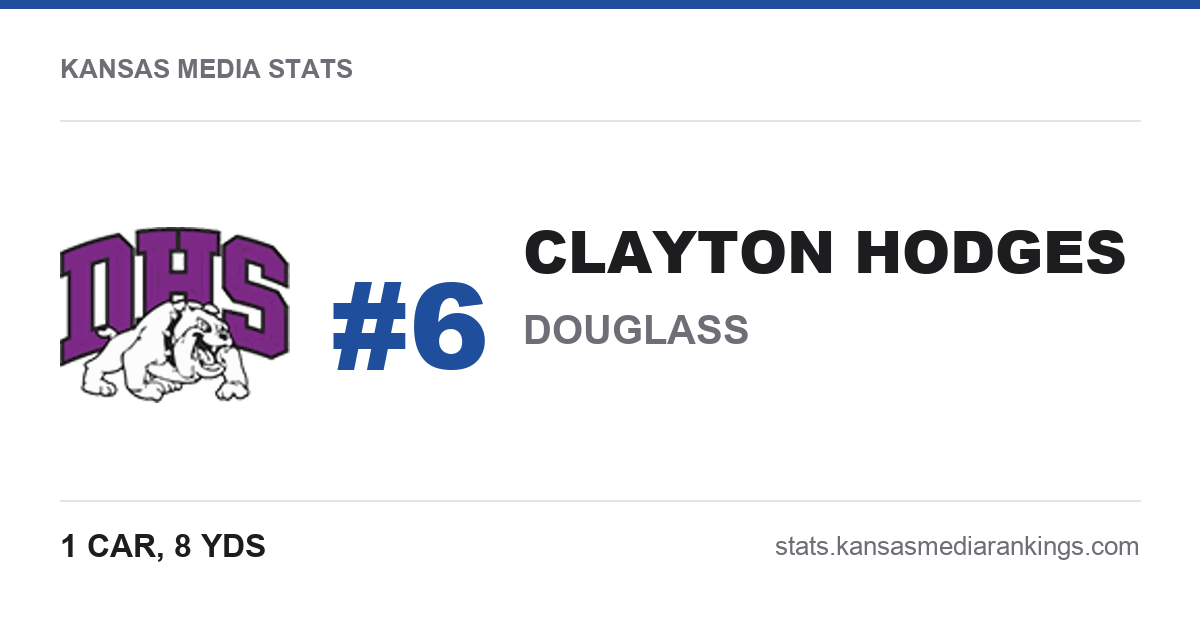 KANSAS MEDIA STATS
DHS
#6
CLAYTON HODGES
DOUGLASS
1 CAR, 8 YDS
stats.kansasmediarankings.com